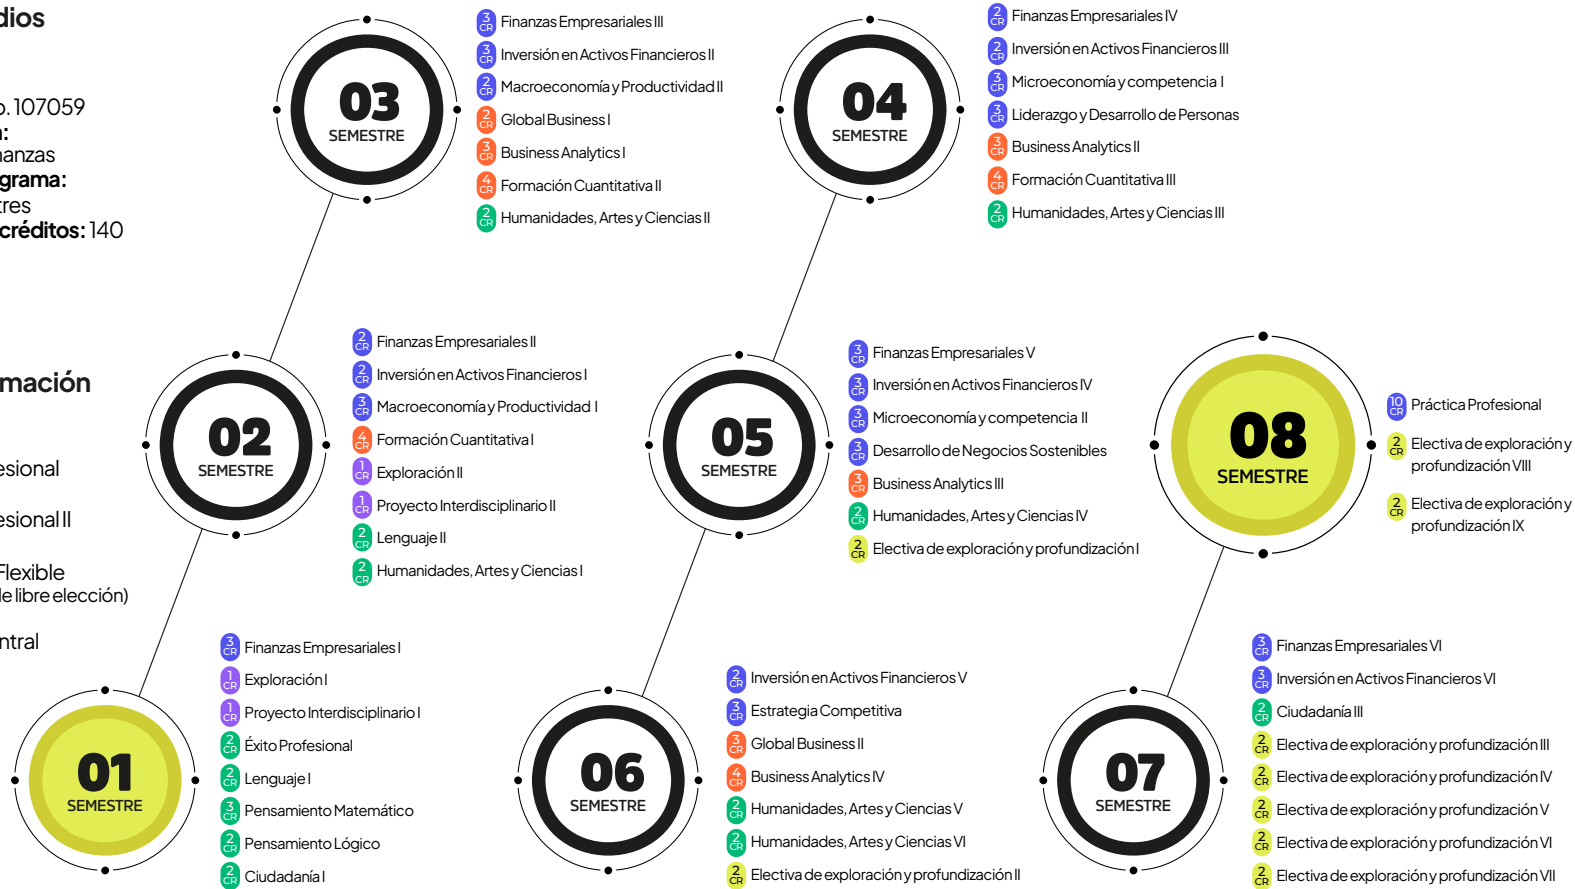 dios
o. 107059
n:
nanzas
grama:
tres
créditos: 140
mación
esional
esional II
Flexible
de libre elección)
ntral
03
SEMESTRE
3 CR Finanzas Empresariales III
3 CR Inversión en Activos Financieros II
2 CR Macroeconomía y Productividad II
2 CR Global Business I
3 CR Business Analytics I
4 CR Formación Cuantitativa II
2 CR Humanidades, Artes y Ciencias II
04
SEMESTRE
2 CR Finanzas Empresariales IV
2 CR Inversión en Activos Financieros III
3 CR Microeconomía y competencia I
3 CR Liderazgo y Desarrollo de Personas
3 CR Business Analytics II
4 CR Formación Cuantitativa III
2 CR Humanidades, Artes y Ciencias III
02
SEMESTRE
2 CR Finanzas Empresariales II
2 CR Inversión en Activos Financieros I
3 CR Macroeconomía y Productividad I
4 CR Formación Cuantitativa I
1 CR Exploración II
1 CR Proyecto Interdisciplinario II
2 CR Lenguaje II
2 CR Humanidades, Artes y Ciencias I
05
SEMESTRE
3 CR Finanzas Empresariales V
3 CR Inversión en Activos Financieros IV
3 CR Microeconomía y competencia II
3 CR Desarrollo de Negocios Sostenibles
3 CR Business Analytics III
2 CR Humanidades, Artes y Ciencias IV
2 CR Electiva de exploración y profundización I
08
SEMESTRE
10 CR Práctica Profesional
2 CR Electiva de exploración y
profundización VIII
2 CR Electiva de exploración y
profundización IX
01
SEMESTRE
3 CR Finanzas Empresariales I
1 CR Exploración I
1 CR Proyecto Interdisciplinario I
2 CR Éxito Profesional
2 CR Lenguaje I
3 CR Pensamiento Matemático
2 CR Pensamiento Lógico
2 CR Ciudadanía I
06
SEMESTRE
2 CR Inversión en Activos Financieros V
3 CR Estrategia Competitiva
3 CR Global Business II
4 CR Business Analytics IV
2 CR Humanidades, Artes y Ciencias V
2 CR Humanidades, Artes y Ciencias VI
2 CR Electiva de exploración y profundización II
07
SEMESTRE
3 CR Finanzas Empresariales VI
3 CR Inversión en Activos Financieros VI
2 CR Ciudadanía III
2 CR Electiva de exploración y profundización III
2 CR Electiva de exploración y profundización IV
2 CR Electiva de exploración y profundización V
2 CR Electiva de exploración y profundización VI
2 CR Electiva de exploración y profundización VII